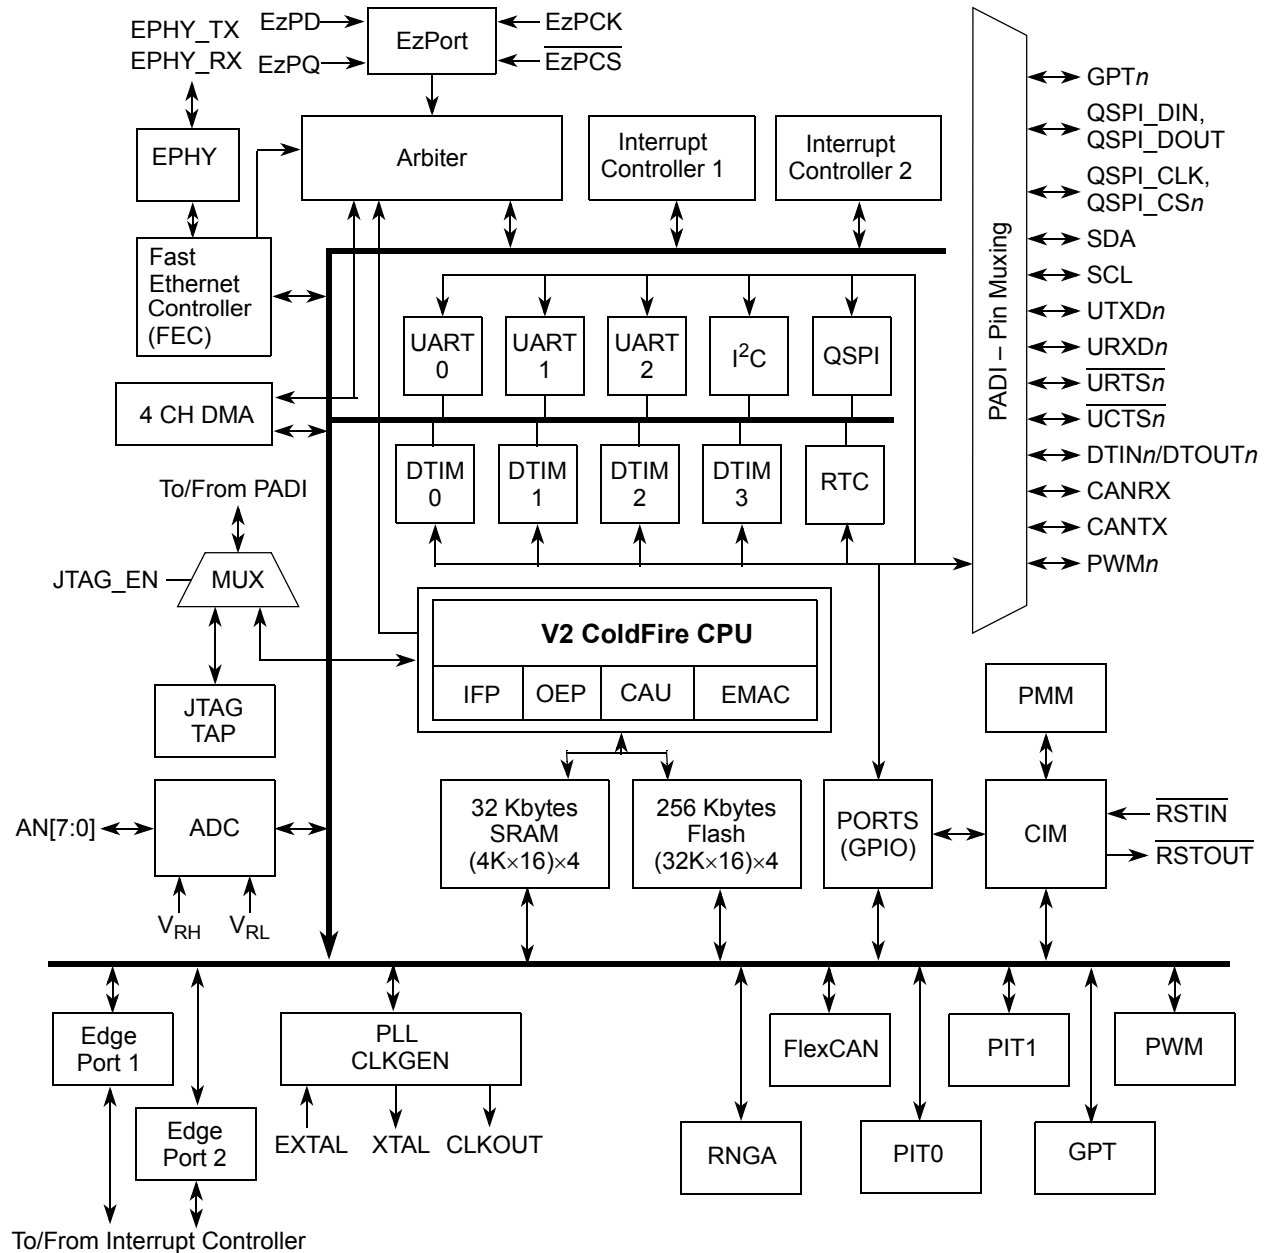 EPHY_TX
EPHY_RX
EzPD
EzPQ
EzPort
EzPCK
EzPCS
EPHY
Arbiter
Interrupt
Controller 1
Interrupt
Controller 2
Fast
Ethernet
Controller
(FEC)
UART
0
UART
1
UART
2
I²C
QSPI
4 CH DMA
DTIM
0
DTIM
1
DTIM
2
DTIM
3
RTC
PADI – Pin Muxing
GPTn
QSPI_DIN,
QSPI_DOUT
QSPI_CLK,
QSPI_CSn
SDA
SCL
UTXDn
URXDn
URTSn
UCTSn
DTINn/DTOUTn
CANRX
CANTX
PWMn
To/From PADI
JTAG_EN
MUX
JTAG
TAP
V2 ColdFire CPU
IFP
OEP
CAU
EMAC
PMM
AN[7:0]
ADC
VRH
VRL
32 Kbytes
SRAM
(4K×16)×4
256 Kbytes
Flash
(32K×16)×4
PORTS
(GPIO)
CIM
RSTIN
RSTOUT
Edge
Port 1
Edge
Port 2
To/From Interrupt Controller
PLL
CLKGEN
EXTAL
XTAL
CLKOUT
RNGA
FlexCAN
PIT0
PIT1
GPT
PWM